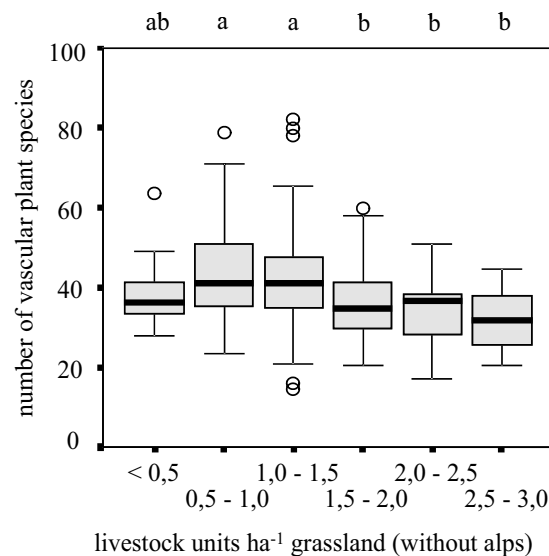 ab a a b b b
100
80
60
40
20
0
number of vascular plant species
< 0,5 1,0 - 1,5 2,0 - 2,5
0,5 - 1,0 1,5 - 2,0 2,5 - 3,0
livestock units ha⁻¹ grassland (without alps)